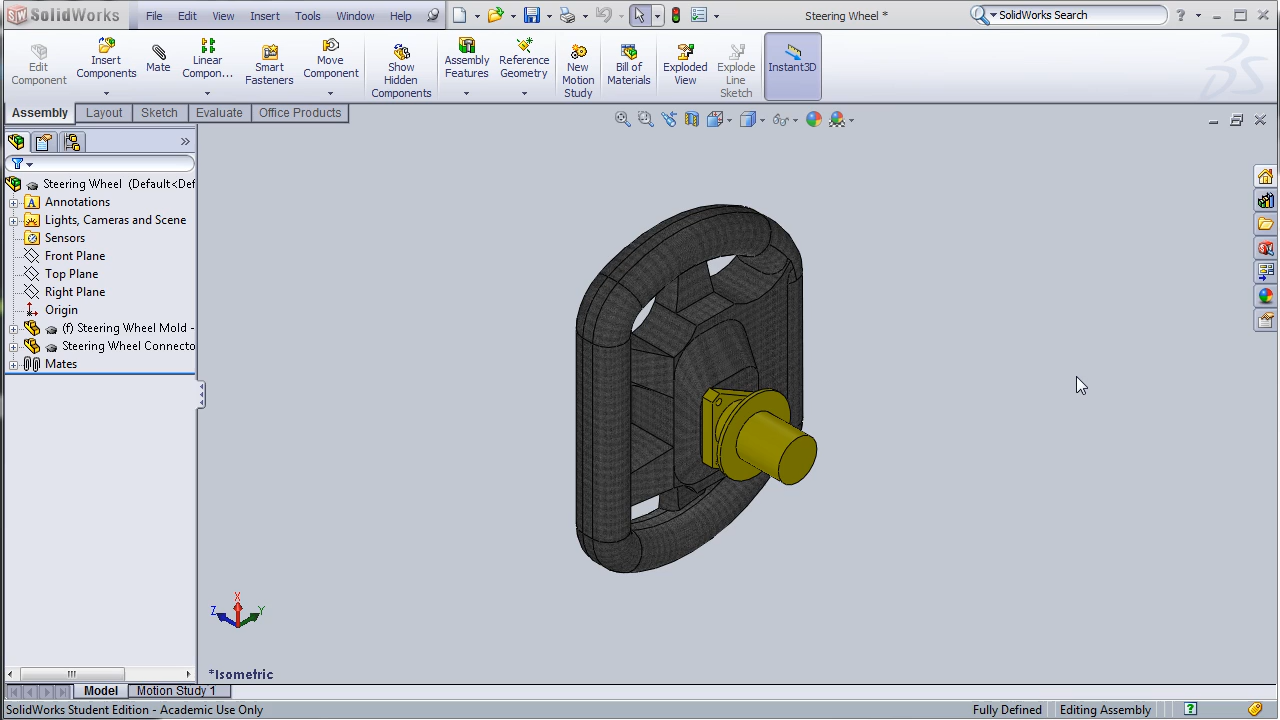 SolidWorks File Edit View Insert Tools Window Help Steering Wheel * SolidWorks Search ?
Edit Component
Insert Components
Mate
Linear Compon...
Smart Fasteners
Move Component
Show Hidden Components
Assembly Features
Reference Geometry
New Motion Study
Bill of Materials
Exploded View
Explode Line Sketch
Instant3D
Assembly Layout Sketch Evaluate Office Products
Steering Wheel (Default<Def
Annotations
Lights, Cameras and Scene
Sensors
Front Plane
Top Plane
Right Plane
Origin
(f) Steering Wheel Mold -
Steering Wheel Connecto
Mates
X
Z
Y
*Isometric
Model Motion Study 1
SolidWorks Student Edition - Academic Use Only Fully Defined Editing Assembly ?